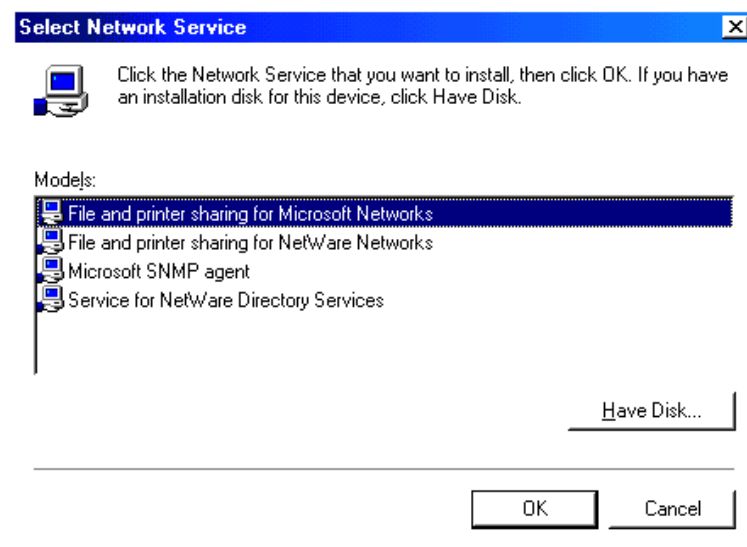 Select Network Service
Click the Network Service that you want to install, then click OK. If you have
an installation disk for this device, click Have Disk.
Models:
File and printer sharing for Microsoft Networks
File and printer sharing for NetWare Networks
Microsoft SNMP agent
Service for NetWare Directory Services
Have Disk...
OK
Cancel